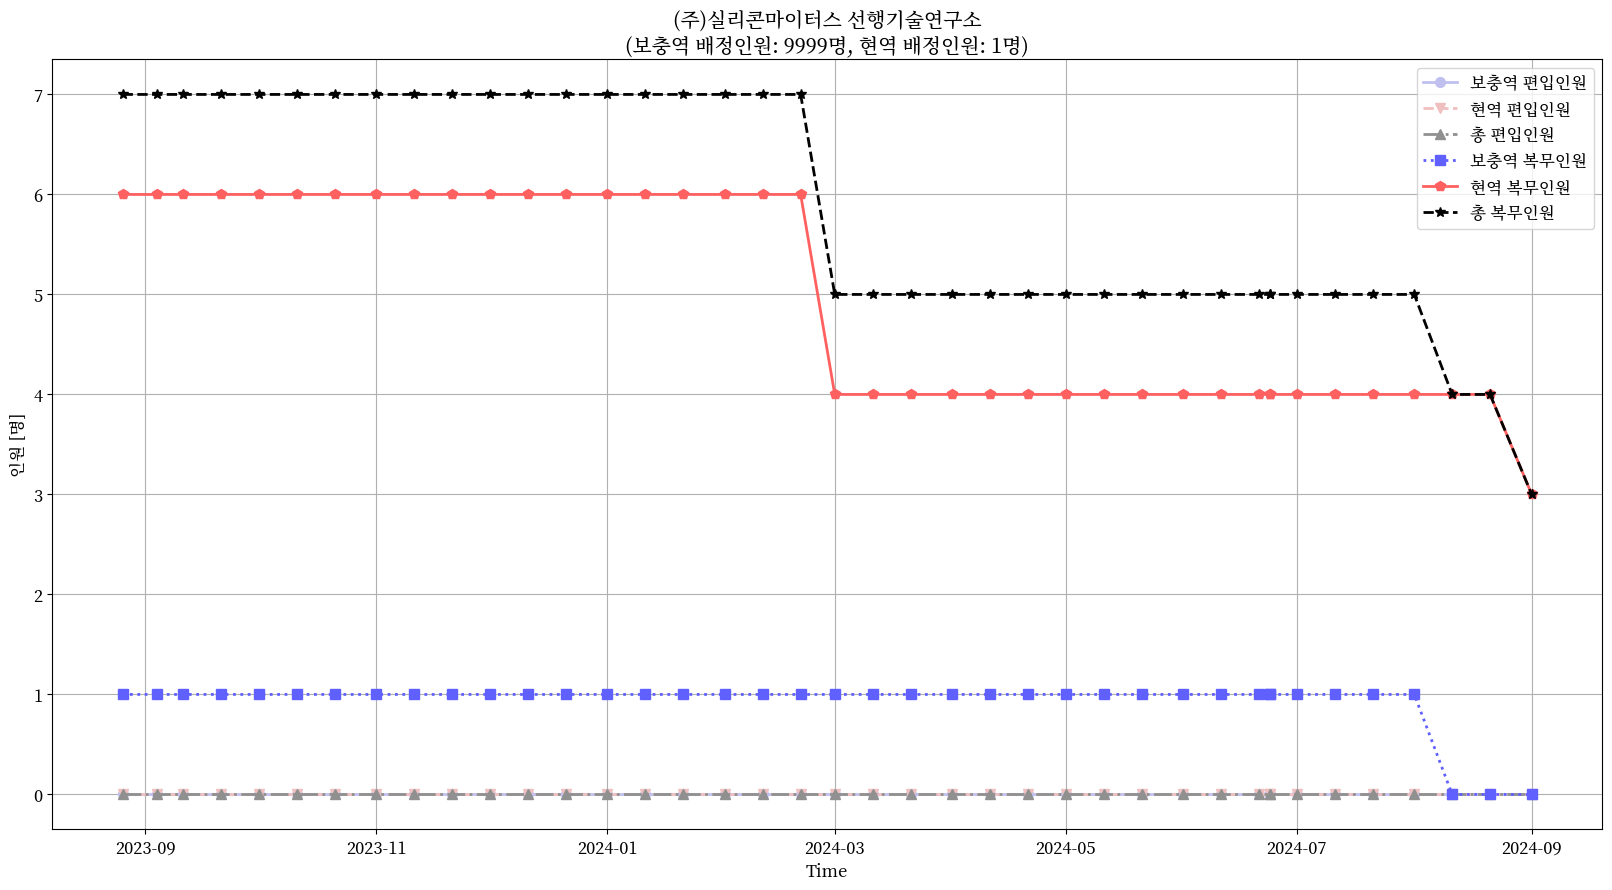 (주)실리콘마이터스 선행기술연구소
(보충역 배정인원: 9999명, 현역 배정인원: 1명)
보충역 편입인원
현역 편입인원
총 편입인원
보충역 복무인원
현역 복무인원
총 복무인원
인원 [명]
7
6
5
4
3
2
1
0
2023-09
2023-11
2024-01
2024-03
2024-05
2024-07
2024-09
Time